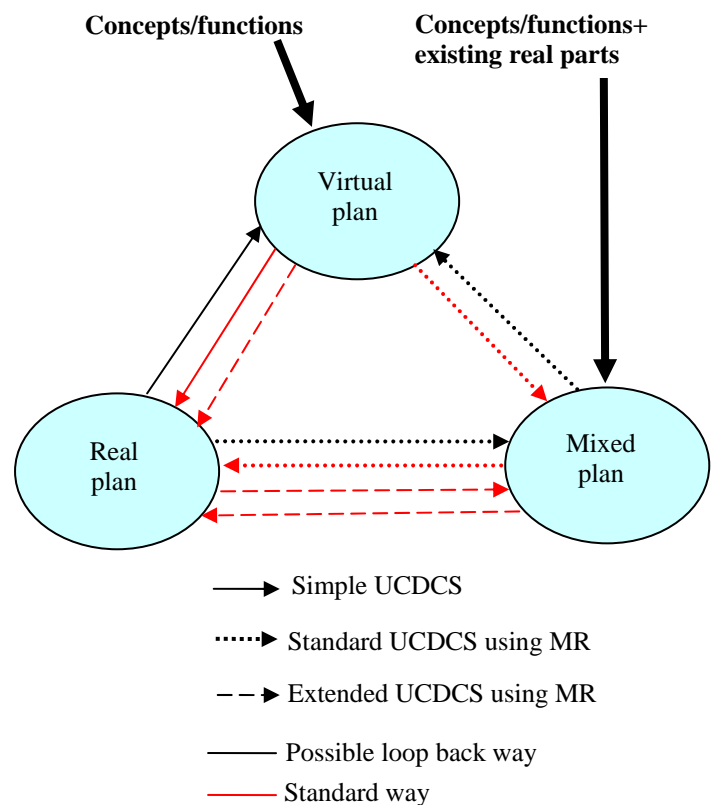 Concepts/functions
Concepts/functions+
existing real parts
Virtual
plan
Real
plan
Mixed
plan
Simple UCDCS
Standard UCDCS using MR
Extended UCDCS using MR
Possible loop back way
Standard way